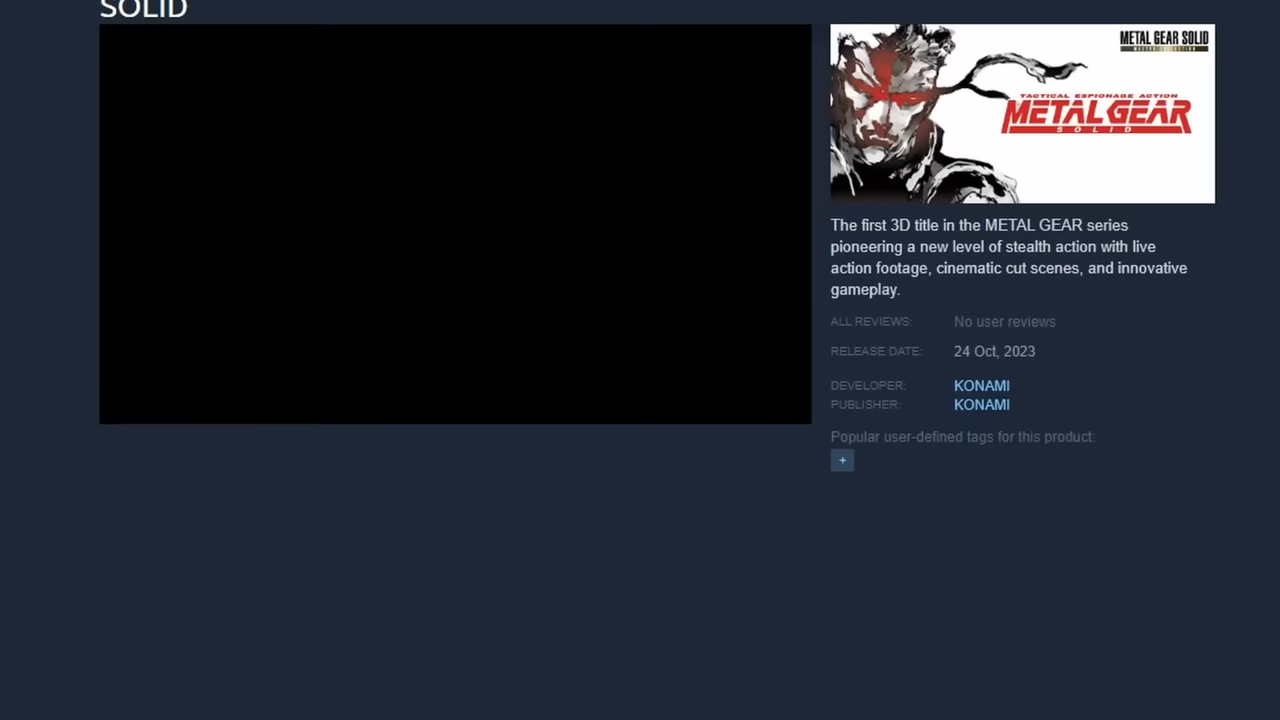 SOLID
METAL GEAR SOLID
MASTER COLLECTION
TACTICAL ESPIONAGE ACTION
METAL GEAR
SOLID
The first 3D title in the METAL GEAR series
pioneering a new level of stealth action with live
action footage, cinematic cut scenes, and innovative
gameplay.
ALL REVIEWS: No user reviews
RELEASE DATE: 24 Oct, 2023
DEVELOPER: KONAMI
PUBLISHER: KONAMI
Popular user-defined tags for this product:
+